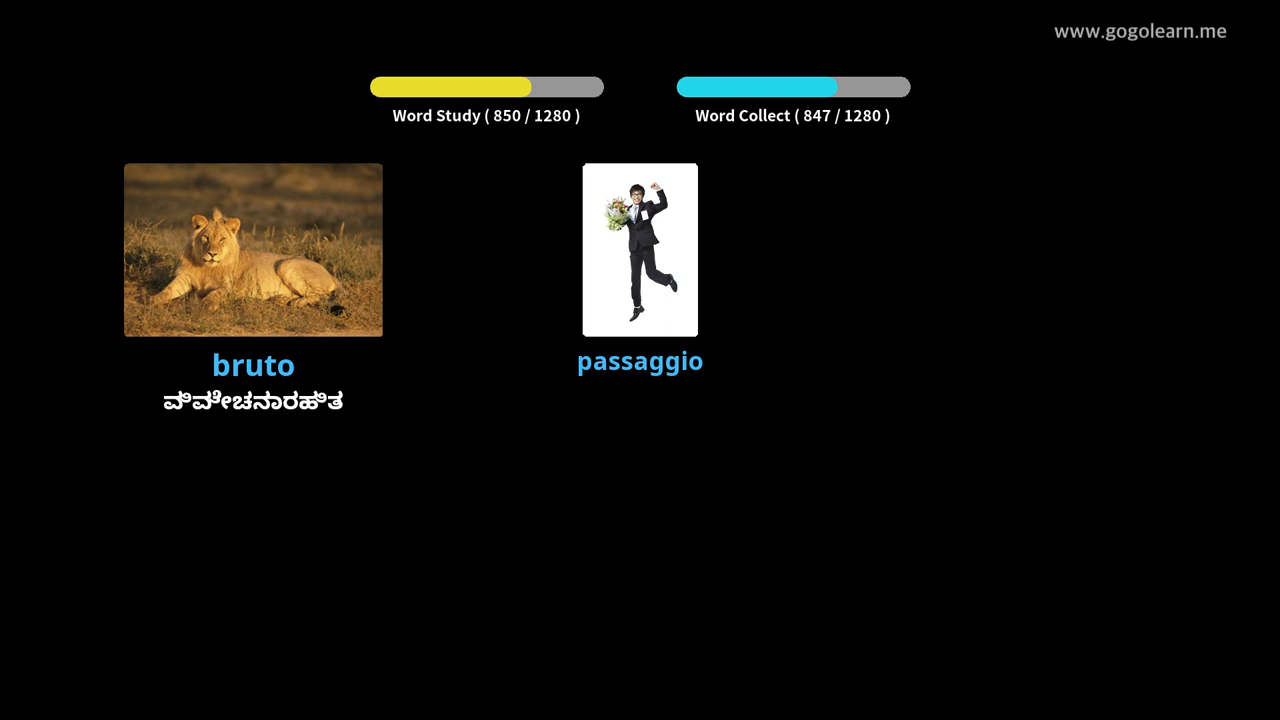 www.gogolearn.me
Word Study ( 850 / 1280 )
Word Collect ( 847 / 1280 )
bruto
passaggio
ವಿವೇಚನಾರಹಿತ